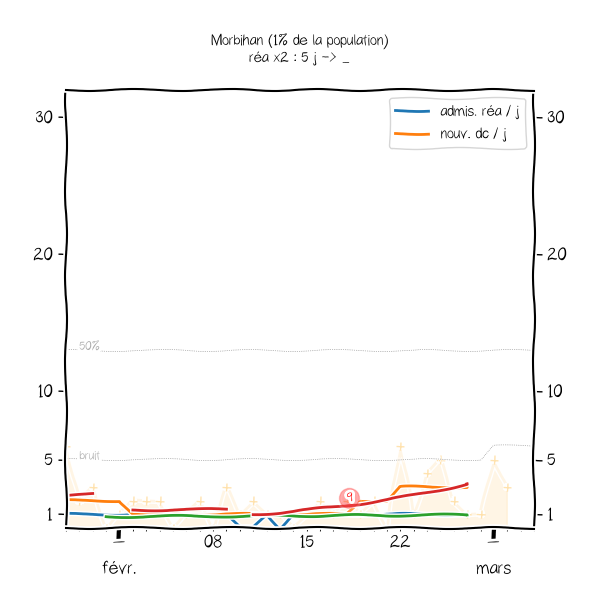 Morbihan (1% de la population)
réa x2 : 5 j -> _
admis. réa / j
nouv. dc / j
30
30
20
20
50%
10
10
bruit
5
5
9
1
1
08
15
22
févr.
mars